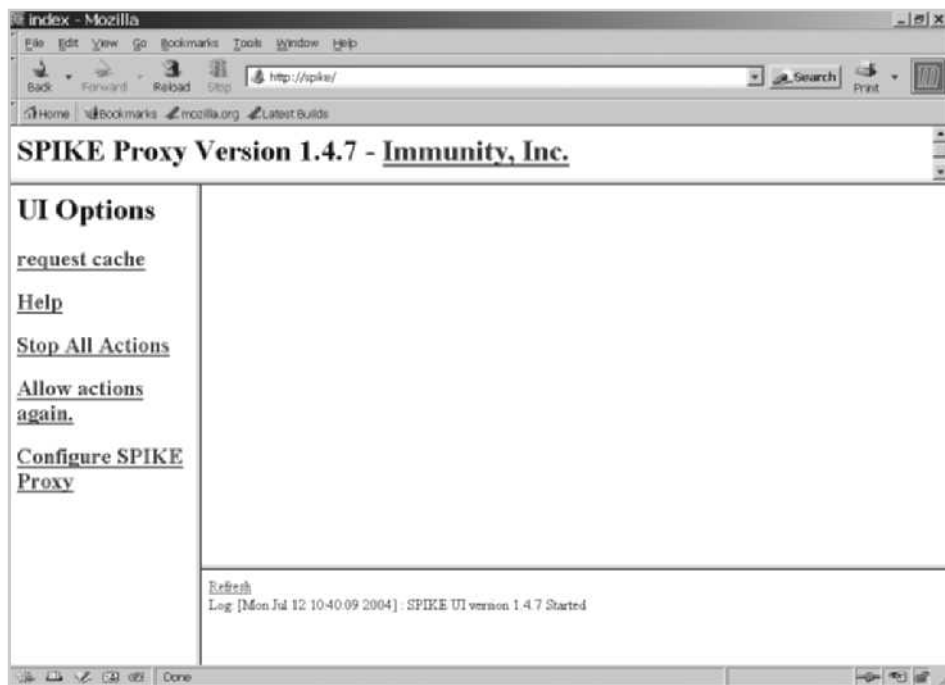 index - Mozilla
File Edit View Go Bookmarks Tools Window Help
Back Forward Reload Stop http://spike/ Search Print
Home Bookmarks mozilla.org Latest Builds
SPIKE Proxy Version 1.4.7 - Immunity, Inc.
UI Options
request cache
Help
Stop All Actions
Allow actions
again.
Configure SPIKE
Proxy
Refresh
Log: [Mon Jul 12 10:40:09 2004] : SPIKE UI version 1.4.7 Started
Done